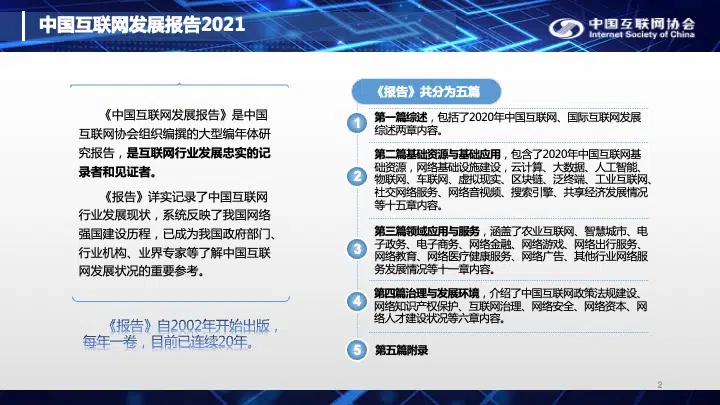 中国互联网发展报告2021
中国互联网协会
Internet Society of China
《中国互联网发展报告》是中国
互联网协会组织编撰的大型编年体研
究报告，是互联网行业发展忠实的记
录者和见证者。
《报告》详实记录了中国互联网
行业发展现状，系统反映了我国网络
强国建设历程，已成为我国政府部门、
行业机构、业界专家等了解中国互联
网发展状况的重要参考。
《报告》自2002年开始出版，
每年一卷，目前已连续20年。
《报告》共分为五篇
1
第一篇综述，包括了2020年中国互联网、国际互联网发展
综述两章内容。
2
第二篇基础资源与基础应用，包含了2020年中国互联网基
础资源，网络基础设施建设，云计算、大数据、人工智能、
物联网、车联网、虚拟现实、区块链、泛终端、工业互联网、
社交网络服务、网络音视频、搜索引擎、共享经济发展情况
等十五章内容。
3
第三篇领域应用与服务，涵盖了农业互联网、智慧城市、电
子政务、电子商务、网络金融、网络游戏、网络出行服务、
网络教育、网络医疗健康服务、网络广告、其他行业网络服
务发展情况等十一章内容。
4
第四篇治理与发展环境，介绍了中国互联网政策法规建设、
网络知识产权保护、互联网治理、网络安全、网络资本、网
络人才建设状况等六章内容。
5
第五篇附录
2